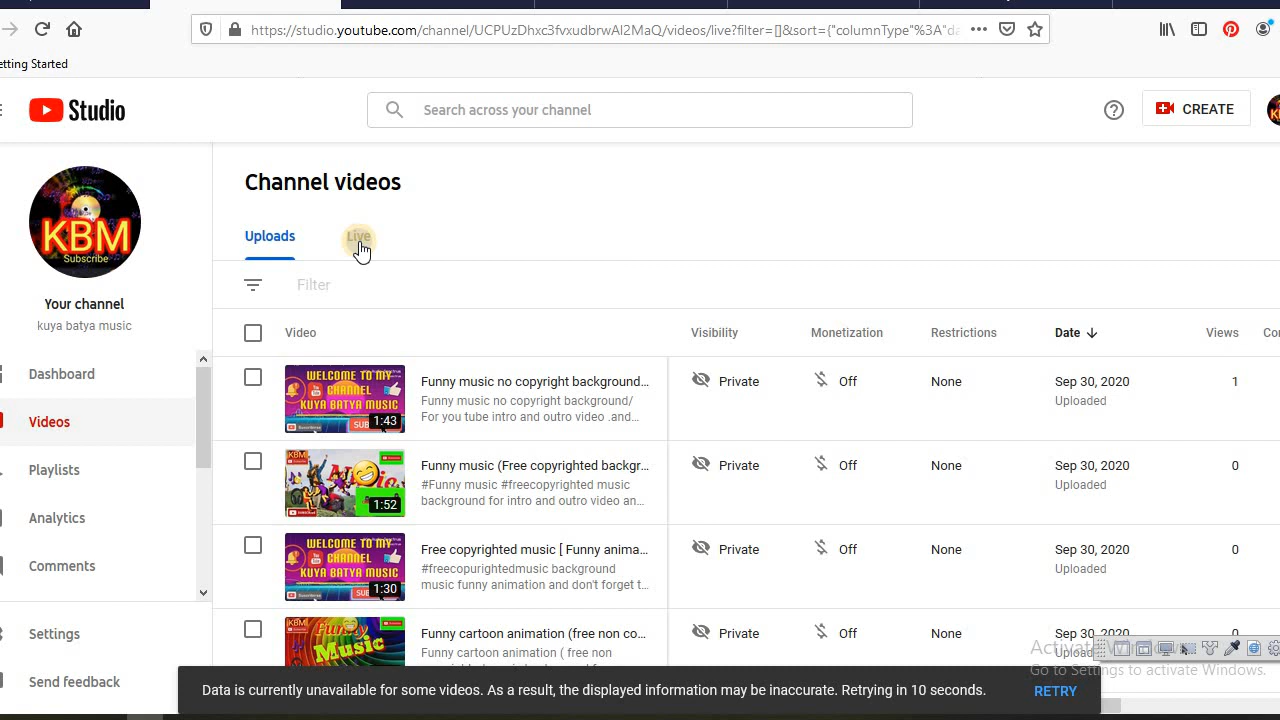 https://studio.youtube.com/channel/UCPUzDhxc3fvxudbrwAl2MaQ/videos/live?filter=[]&sort={"columnType"%3A"da
etting Started
Studio
Search across your channel
CREATE
KBM
Subscribe
Your channel
kuya batya music
Dashboard
Videos
Playlists
Analytics
Comments
Settings
Send feedback
Channel videos
Uploads
Live
Filter
Video Visibility Monetization Restrictions Date Views Co
WELCOME TO MY
CHANNEL
KUYA BATYA MUSIC
1:43
Funny music no copyright background...
Funny music no copyright background/
For you tube intro and outro video .and...
Private Off None Sep 30, 2020 1
Uploaded
KBM
1:52
Funny music (Free copyrighted backgr...
#Funny music #freecopyrighted music
background for intro and outro video an...
Private Off None Sep 30, 2020 0
Uploaded
WELCOME TO MY
CHANNEL
KUYA BATYA MUSIC
1:30
Free copyrighted music [ Funny anima...
#freecopurightedmusic background
music funny animation and don't forget t...
Private Off None Sep 30, 2020 0
Uploaded
KBM
Funny
Music
Funny cartoon animation (free non co...
Funny cartoon animation ( free non
Private Off None Sep 30, 2020 0
Go to Settings to activate Windows.
Data is currently unavailable for some videos. As a result, the displayed information may be inaccurate. Retrying in 10 seconds. RETRY